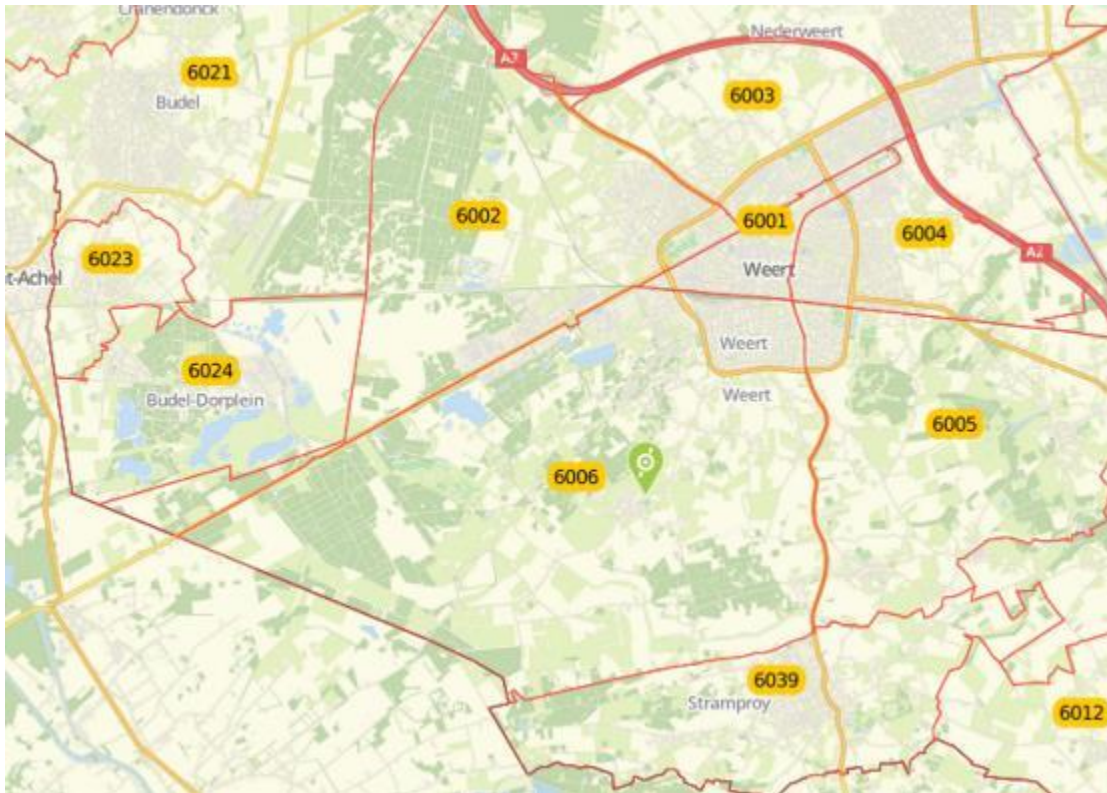 Cranendonck
A2
Nederweert
6021
Budel
6003
6002
6001
6004
6023
A2
t-Achel
Weert
Weert
6024
Budel-Dorplein
Weert
6005
6006
6039
Stramproy
6012